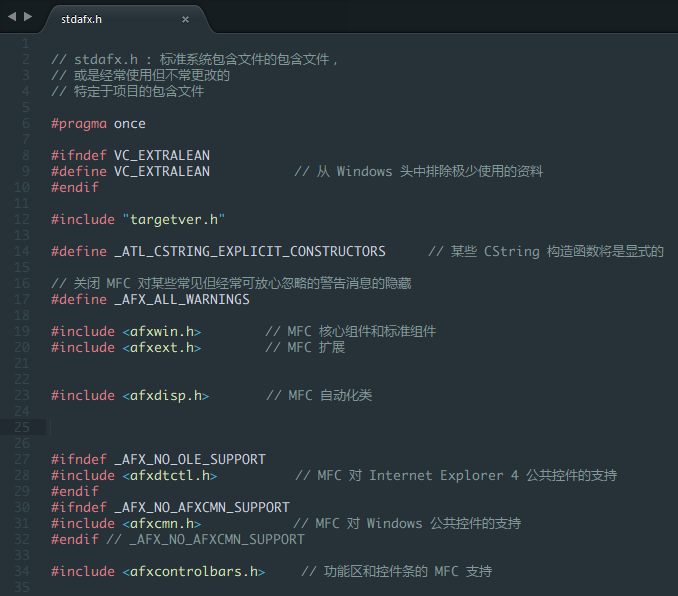 stdafx.h
1
2 // stdafx.h : 标准系统包含文件的包含文件，
3 // 或是经常使用但不常更改的
4 // 特定于项目的包含文件
5
6 #pragma once
7
8 #ifndef VC_EXTRALEAN
9 #define VC_EXTRALEAN // 从 Windows 头中排除极少使用的资料
10 #endif
11
12 #include "targetver.h"
13
14 #define _ATL_CSTRING_EXPLICIT_CONSTRUCTORS // 某些 CString 构造函数将是显式的
15
16 // 关闭 MFC 对某些常见但经常可放心忽略的警告消息的隐藏
17 #define _AFX_ALL_WARNINGS
18
19 #include <afxwin.h> // MFC 核心组件和标准组件
20 #include <afxext.h> // MFC 扩展
21
22
23 #include <afxdisp.h> // MFC 自动化类
24
25
26
27 #ifndef _AFX_NO_OLE_SUPPORT
28 #include <afxdtctl.h> // MFC 对 Internet Explorer 4 公共控件的支持
29 #endif
30 #ifndef _AFX_NO_AFXCMN_SUPPORT
31 #include <afxcmn.h> // MFC 对 Windows 公共控件的支持
32 #endif // _AFX_NO_AFXCMN_SUPPORT
33
34 #include <afxcontrolbars.h> // 功能区和控件条的 MFC 支持
35